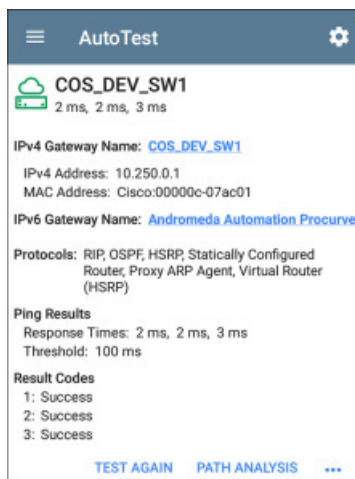 AutoTest
COS_DEV_SW1
2 ms, 2 ms, 3 ms
IPv4 Gateway Name: COS_DEV_SW1
IPv4 Address: 10.250.0.1
MAC Address: Cisco:00000c-07ac01
IPv6 Gateway Name: Andromeda Automation Procurve
Protocols: RIP, OSPF, HSRP, Statically Configured
Router, Proxy ARP Agent, Virtual Router
(HSRP)
Ping Results
Response Times: 2 ms, 2 ms, 3 ms
Threshold: 100 ms
Result Codes
1: Success
2: Success
3: Success
TEST AGAIN PATH ANALYSIS ...